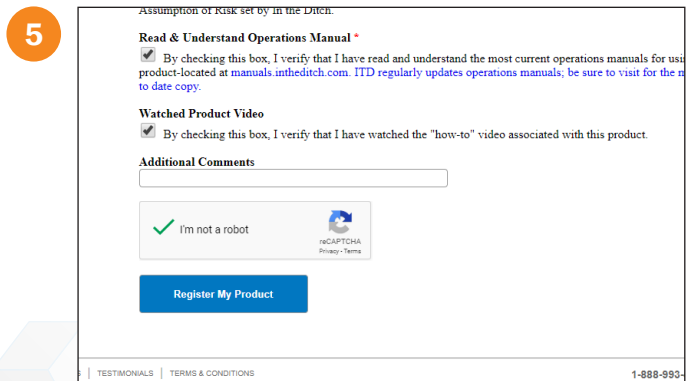 5
Assumption of Risk set by In the Ditch.
Read & Understand Operations Manual *
By checking this box, I verify that I have read and understand the most current operations manuals for
product-located at manuals.intheditch.com. ITD regularly updates operations manuals; be sure to visit for the
to date copy.
Watched Product Video
By checking this box, I verify that I have watched the "how-to" video associated with this product.
Additional Comments
I'm not a robot
reCAPTCHA
Privacy - Terms
Register My Product
TESTIMONIALS | TERMS & CONDITIONS
1-888-993-